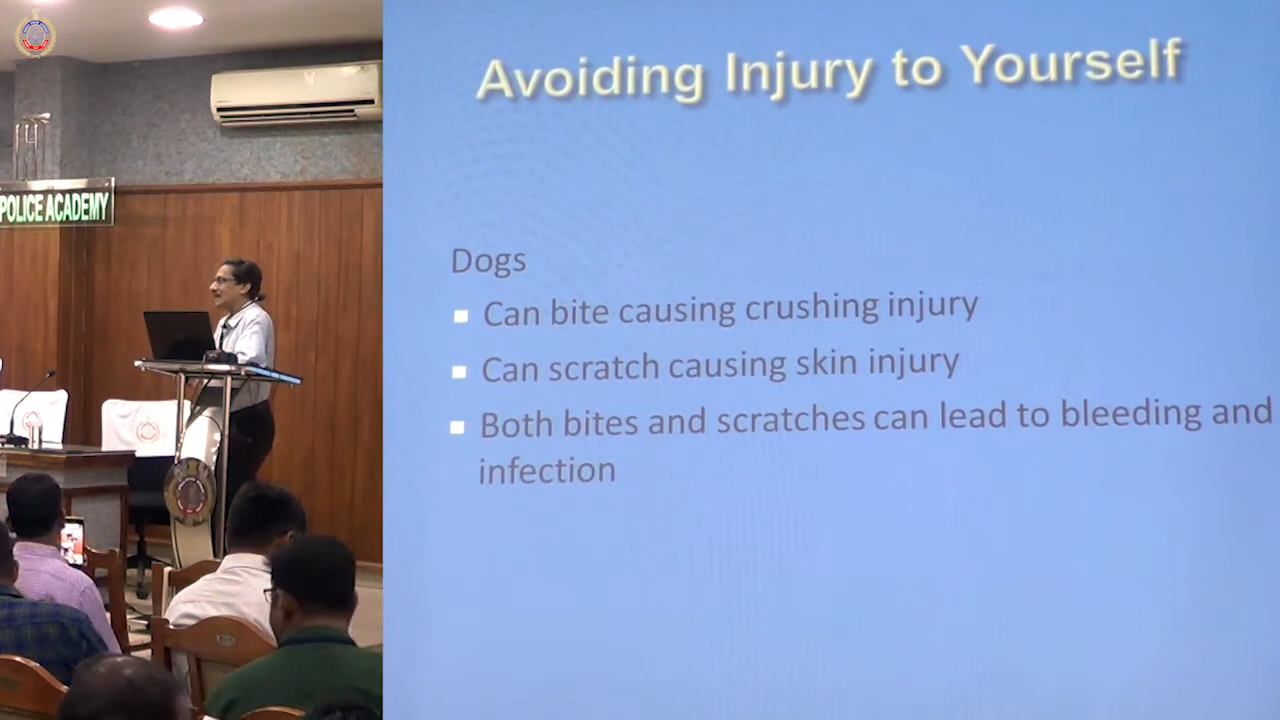 POLICE ACADEMY
Avoiding Injury to Yourself
Dogs
Can bite causing crushing injury
Can scratch causing skin injury
Both bites and scratches can lead to bleeding and
infection